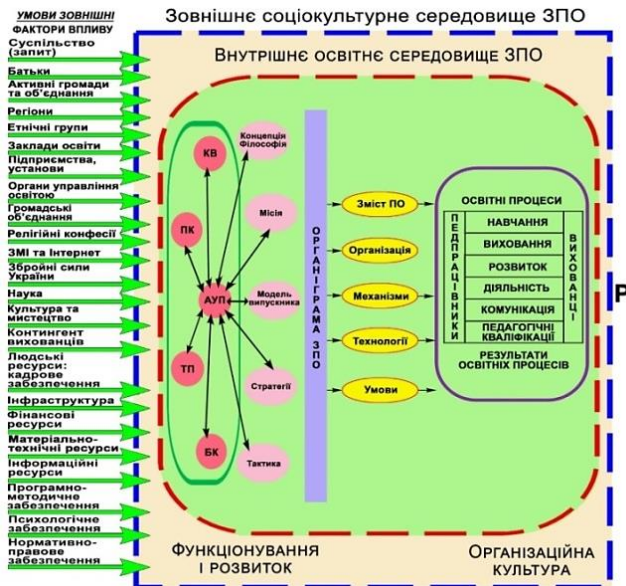 УМОВИ ЗОВНІШНІ
ФАКТОРИ ВПЛИВУ
Суспільство
(запит)
Батьки
Активні громади
та об'єднання
Регіони
Етнічні групи
Заклади освіти
Підприємства,
установи
Органи управління
освітою
Громадські
об'єднання
Релігійні конфесії
ЗМІ та Інтернет
Збройні сили
України
Наука
Культура та
мистецтво
Контингент
вихованців
Людські
ресурси:
кадрове
забезпечення
Інфраструктура
Фінансові
ресурси
Матеріально-
технічні ресурси
Інформаційні
ресурси
Програмно-
методичне
забезпечення
Психологічне
забезпечення
Нормативно-
правове
забезпечення
Зовнішнє соціокультурне середовище ЗПО
Внутрішнє освітнє середовище ЗПО
КВ
ПК
АУП
ТП
БК
Концепція
Філософія
Місія
Модель
випускника
Стратегії
Тактика
ОРГАНІГРАМА ЗПО
Зміст ПО
Організація
Механізми
Технології
Умови
ОСВІТНІ ПРОЦЕСИ
ПЕДПРАЦІВНИКИ
НАВЧАННЯ
ВИХОВАННЯ
РОЗВИТОК
ДІЯЛЬНІСТЬ
КОМУНІКАЦІЯ
ПЕДАГОГІЧНІ
КВАЛІФІКАЦІЇ
ВИХОВАНЦІ
РЕЗУЛЬТАТИ
ОСВІТНІХ ПРОЦЕСІВ
Р
Функціонування
і розвиток
Організаційна
культура